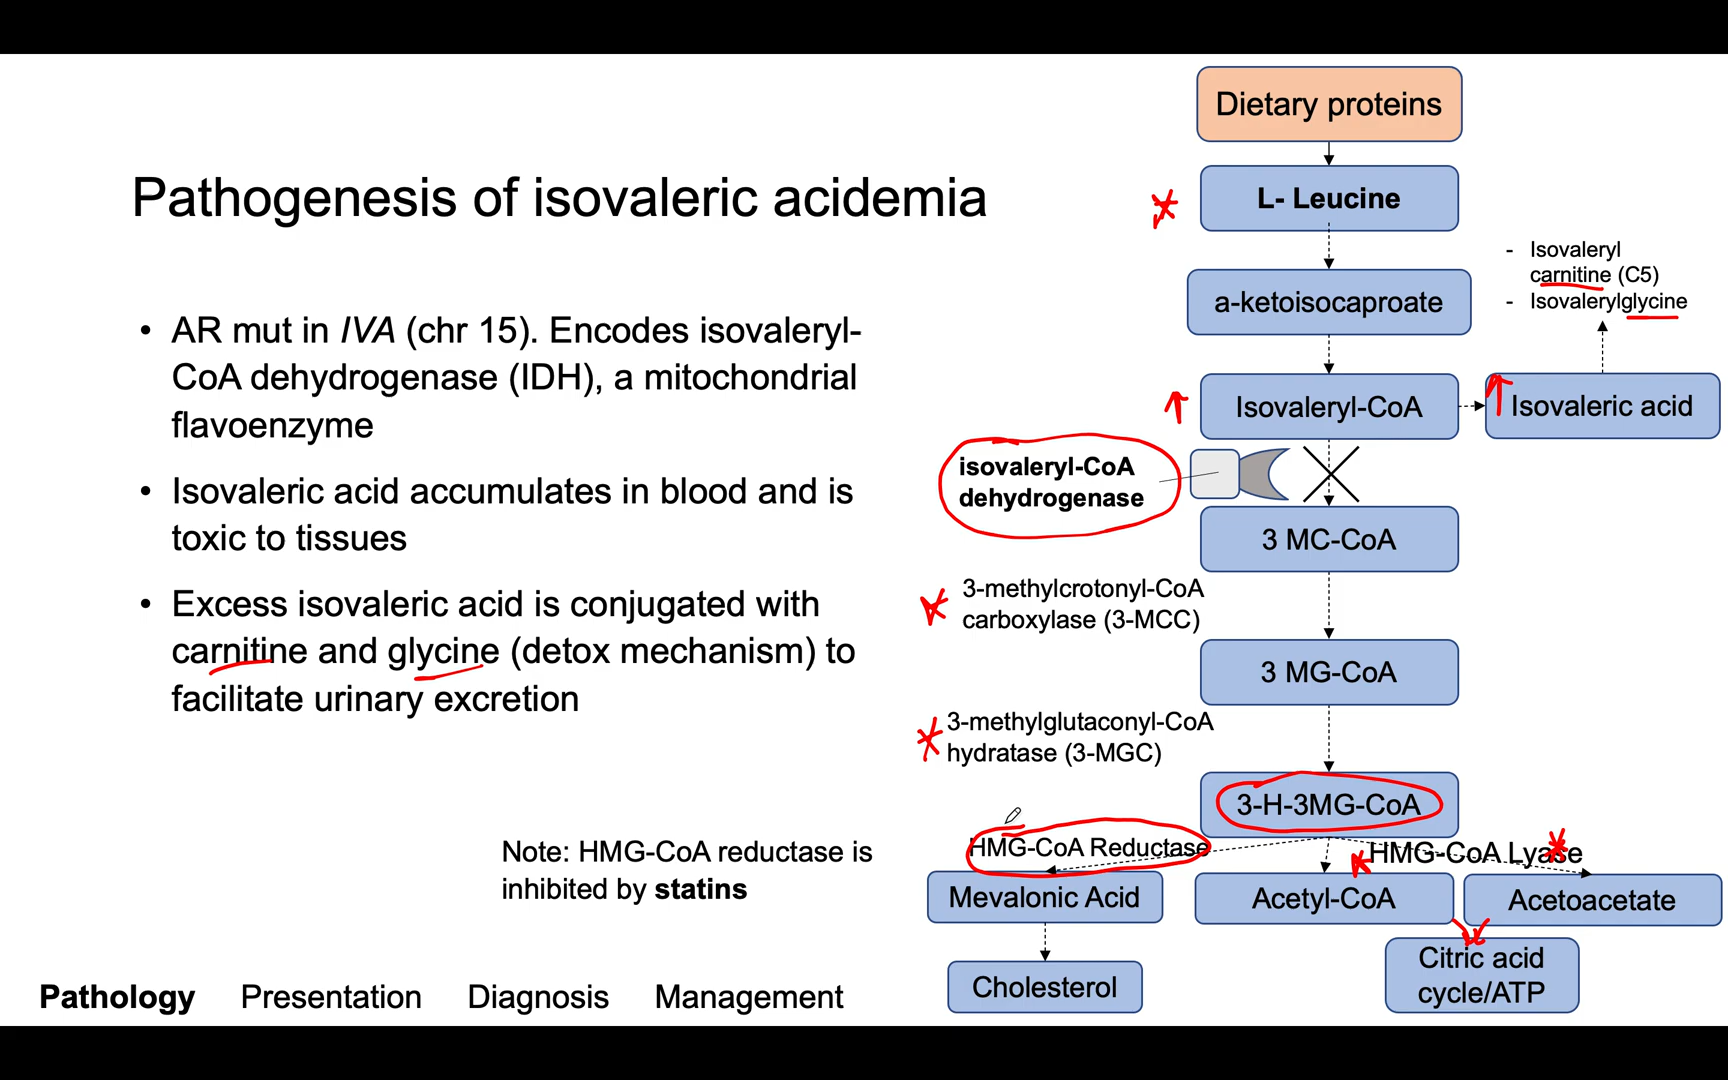 Pathogenesis of isovaleric acidemia
• AR mut in IVA (chr 15). Encodes isovaleryl-
CoA dehydrogenase (IDH), a mitochondrial
flavoenzyme
• Isovaleric acid accumulates in blood and is
toxic to tissues
• Excess isovaleric acid is conjugated with
carnitine and glycine (detox mechanism) to
facilitate urinary excretion
Note: HMG-CoA reductase is
inhibited by statins
Dietary proteins
L- Leucine
a-ketoisocaproate
- Isovaleryl
carnitine (C5)
- Isovalerylglycine
Isovaleryl-CoA
Isovaleric acid
isovaleryl-CoA
dehydrogenase
3 MC-CoA
3-methylcrotonyl-CoA
carboxylase (3-MCC)
3 MG-CoA
3-methylglutaconyl-CoA
hydratase (3-MGC)
3-H-3MG-CoA
HMG-CoA Reductase
HMG-CoA Lyase
Mevalonic Acid
Acetyl-CoA
Acetoacetate
Cholesterol
Citric acid
cycle/ATP
Pathology Presentation Diagnosis Management